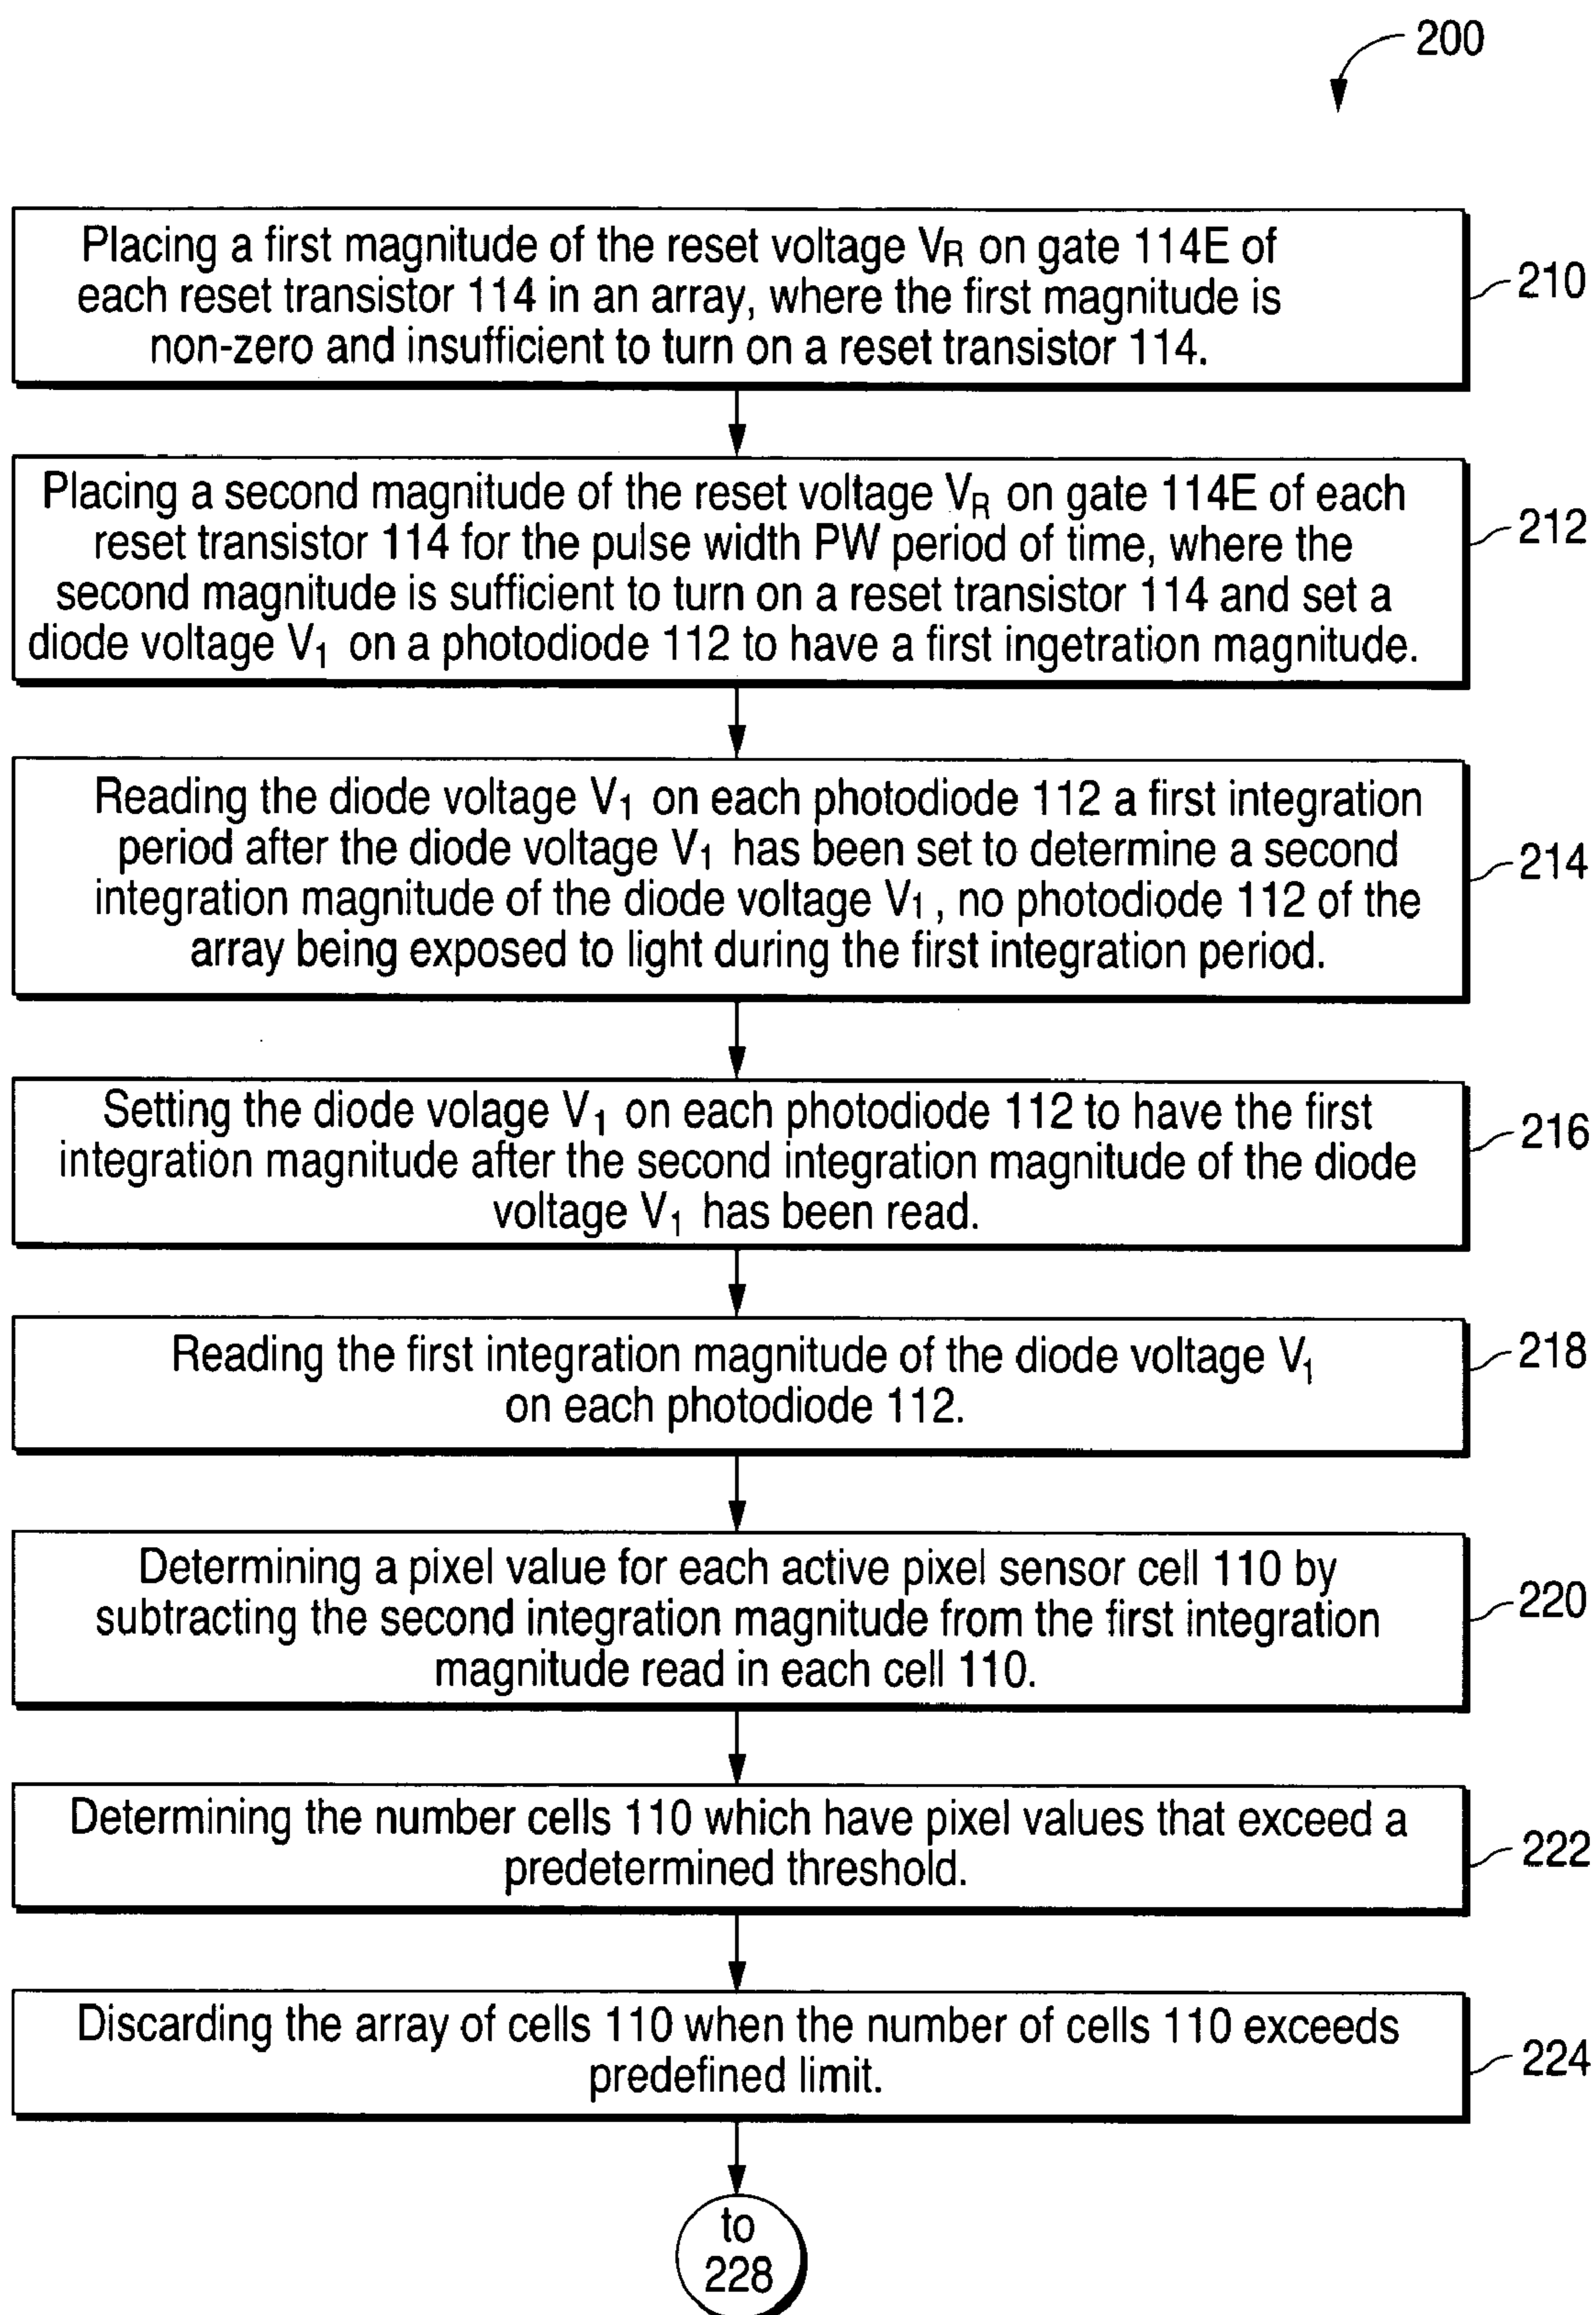 200
Placing a first magnitude of the reset voltage VR on gate 114E of
each reset transistor 114 in an array, where the first magnitude is
non-zero and insufficient to turn on a reset transistor 114.
210
Placing a second magnitude of the reset voltage VR on gate 114E of each
reset transistor 114 for the pulse width PW period of time, where the
second magnitude is sufficient to turn on a reset transistor 114 and set a
diode voltage V1 on a photodiode 112 to have a first ingetration magnitude.
212
Reading the diode voltage V1 on each photodiode 112 a first integration
period after the diode voltage V1 has been set to determine a second
integration magnitude of the diode voltage V1, no photodiode 112 of the
array being exposed to light during the first integration period.
214
Setting the diode volage V1 on each photodiode 112 to have the first
integration magnitude after the second integration magnitude of the diode
voltage V1 has been read.
216
Reading the first integration magnitude of the diode voltage V1
on each photodiode 112.
218
Determining a pixel value for each active pixel sensor cell 110 by
subtracting the second integration magnitude from the first integration
magnitude read in each cell 110.
220
Determining the number cells 110 which have pixel values that exceed a
predetermined threshold.
222
Discarding the array of cells 110 when the number of cells 110 exceeds
predefined limit.
224
to
228